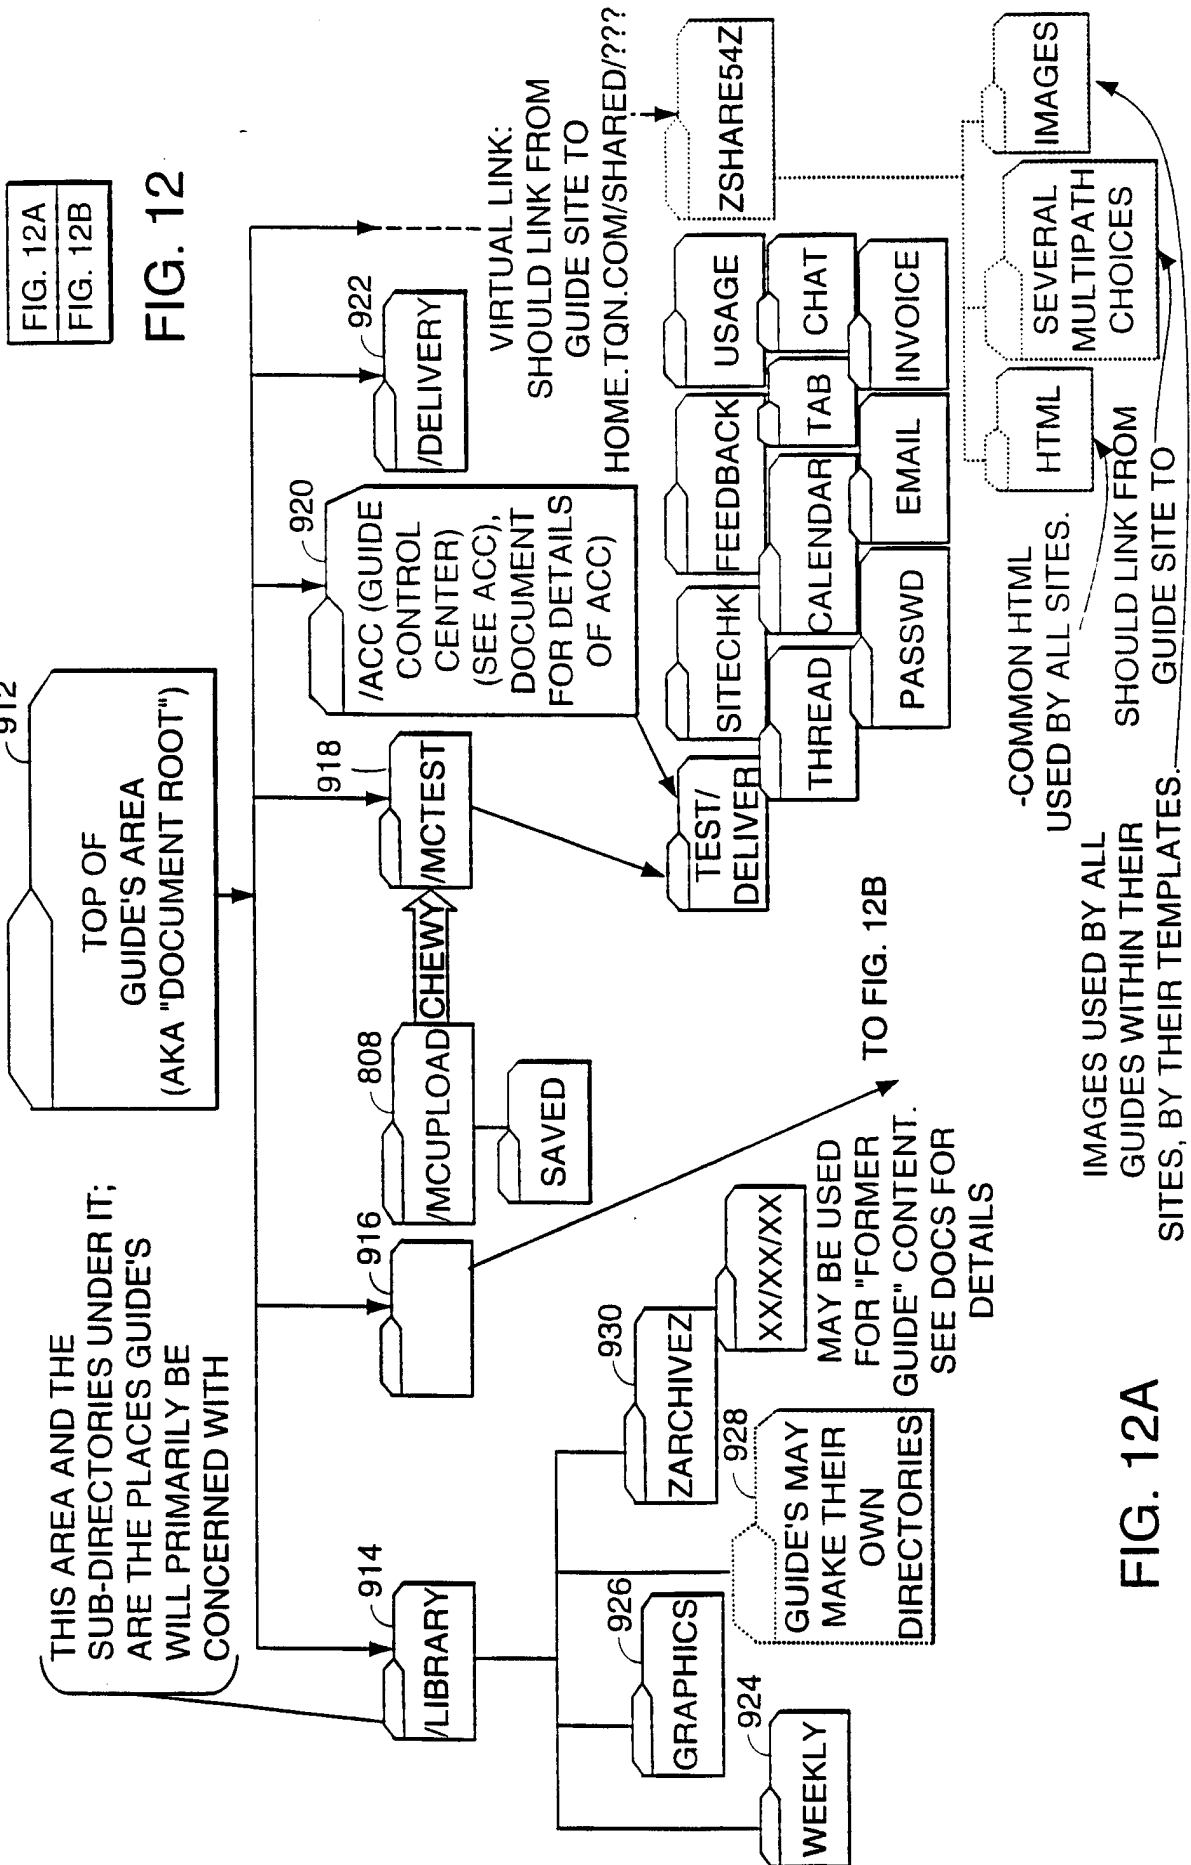 FIG. 12A
FIG. 12B
FIG. 12
912
TOP OF
GUIDE'S AREA
(AKA "DOCUMENT ROOT")
THIS AREA AND THE
SUB-DIRECTORIES UNDER IT;
ARE THE PLACES GUIDE'S
WILL PRIMARILY BE
CONCERNED WITH
914
/LIBRARY
916
808
/MCUPLOAD
CHEWY
918
/MCTEST
920
/ACC (GUIDE
CONTROL
CENTER)
(SEE ACC),
DOCUMENT
FOR DETAILS
OF ACC)
922
/DELIVERY
VIRTUAL LINK:
SHOULD LINK FROM
GUIDE SITE TO
HOME.TQN.COM/SHARED/???
SAVED
924
WEEKLY
926
GRAPHICS
928
GUIDE'S MAY
MAKE THEIR
OWN
DIRECTORIES
930
ZARCHIVEZ
XX/XX/XX
MAY BE USED
FOR "FORMER
GUIDE" CONTENT.
SEE DOCS FOR
DETAILS
TO FIG. 12B
TEST/
DELIVER
SITECHK
FEEDBACK
USAGE
THREAD
CALENDAR
TAB
CHAT
PASSWD
EMAIL
INVOICE
ZSHARE54Z
HTML
SEVERAL
MULTIPATH
CHOICES
IMAGES
-COMMON HTML
USED BY ALL SITES.
SHOULD LINK FROM
GUIDE SITE TO
IMAGES USED BY ALL
GUIDES WITHIN THEIR
SITES, BY THEIR TEMPLATES.
FIG. 12A